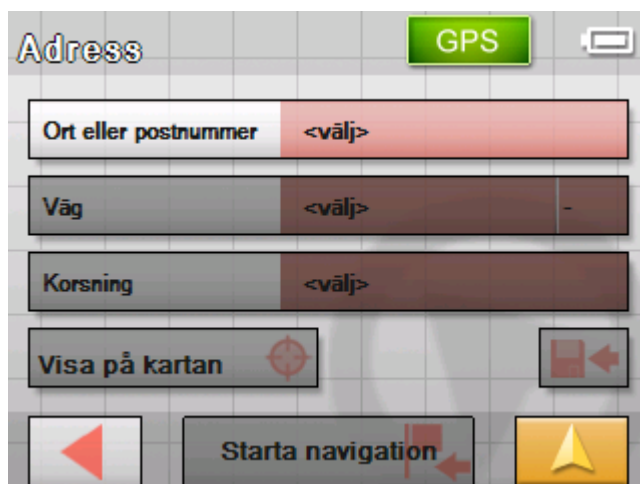 Adress GPS
Ort eller postnummer <välj>
Väg <välj> -
Korsning <välj>
Visa på kartan
Starta navigation